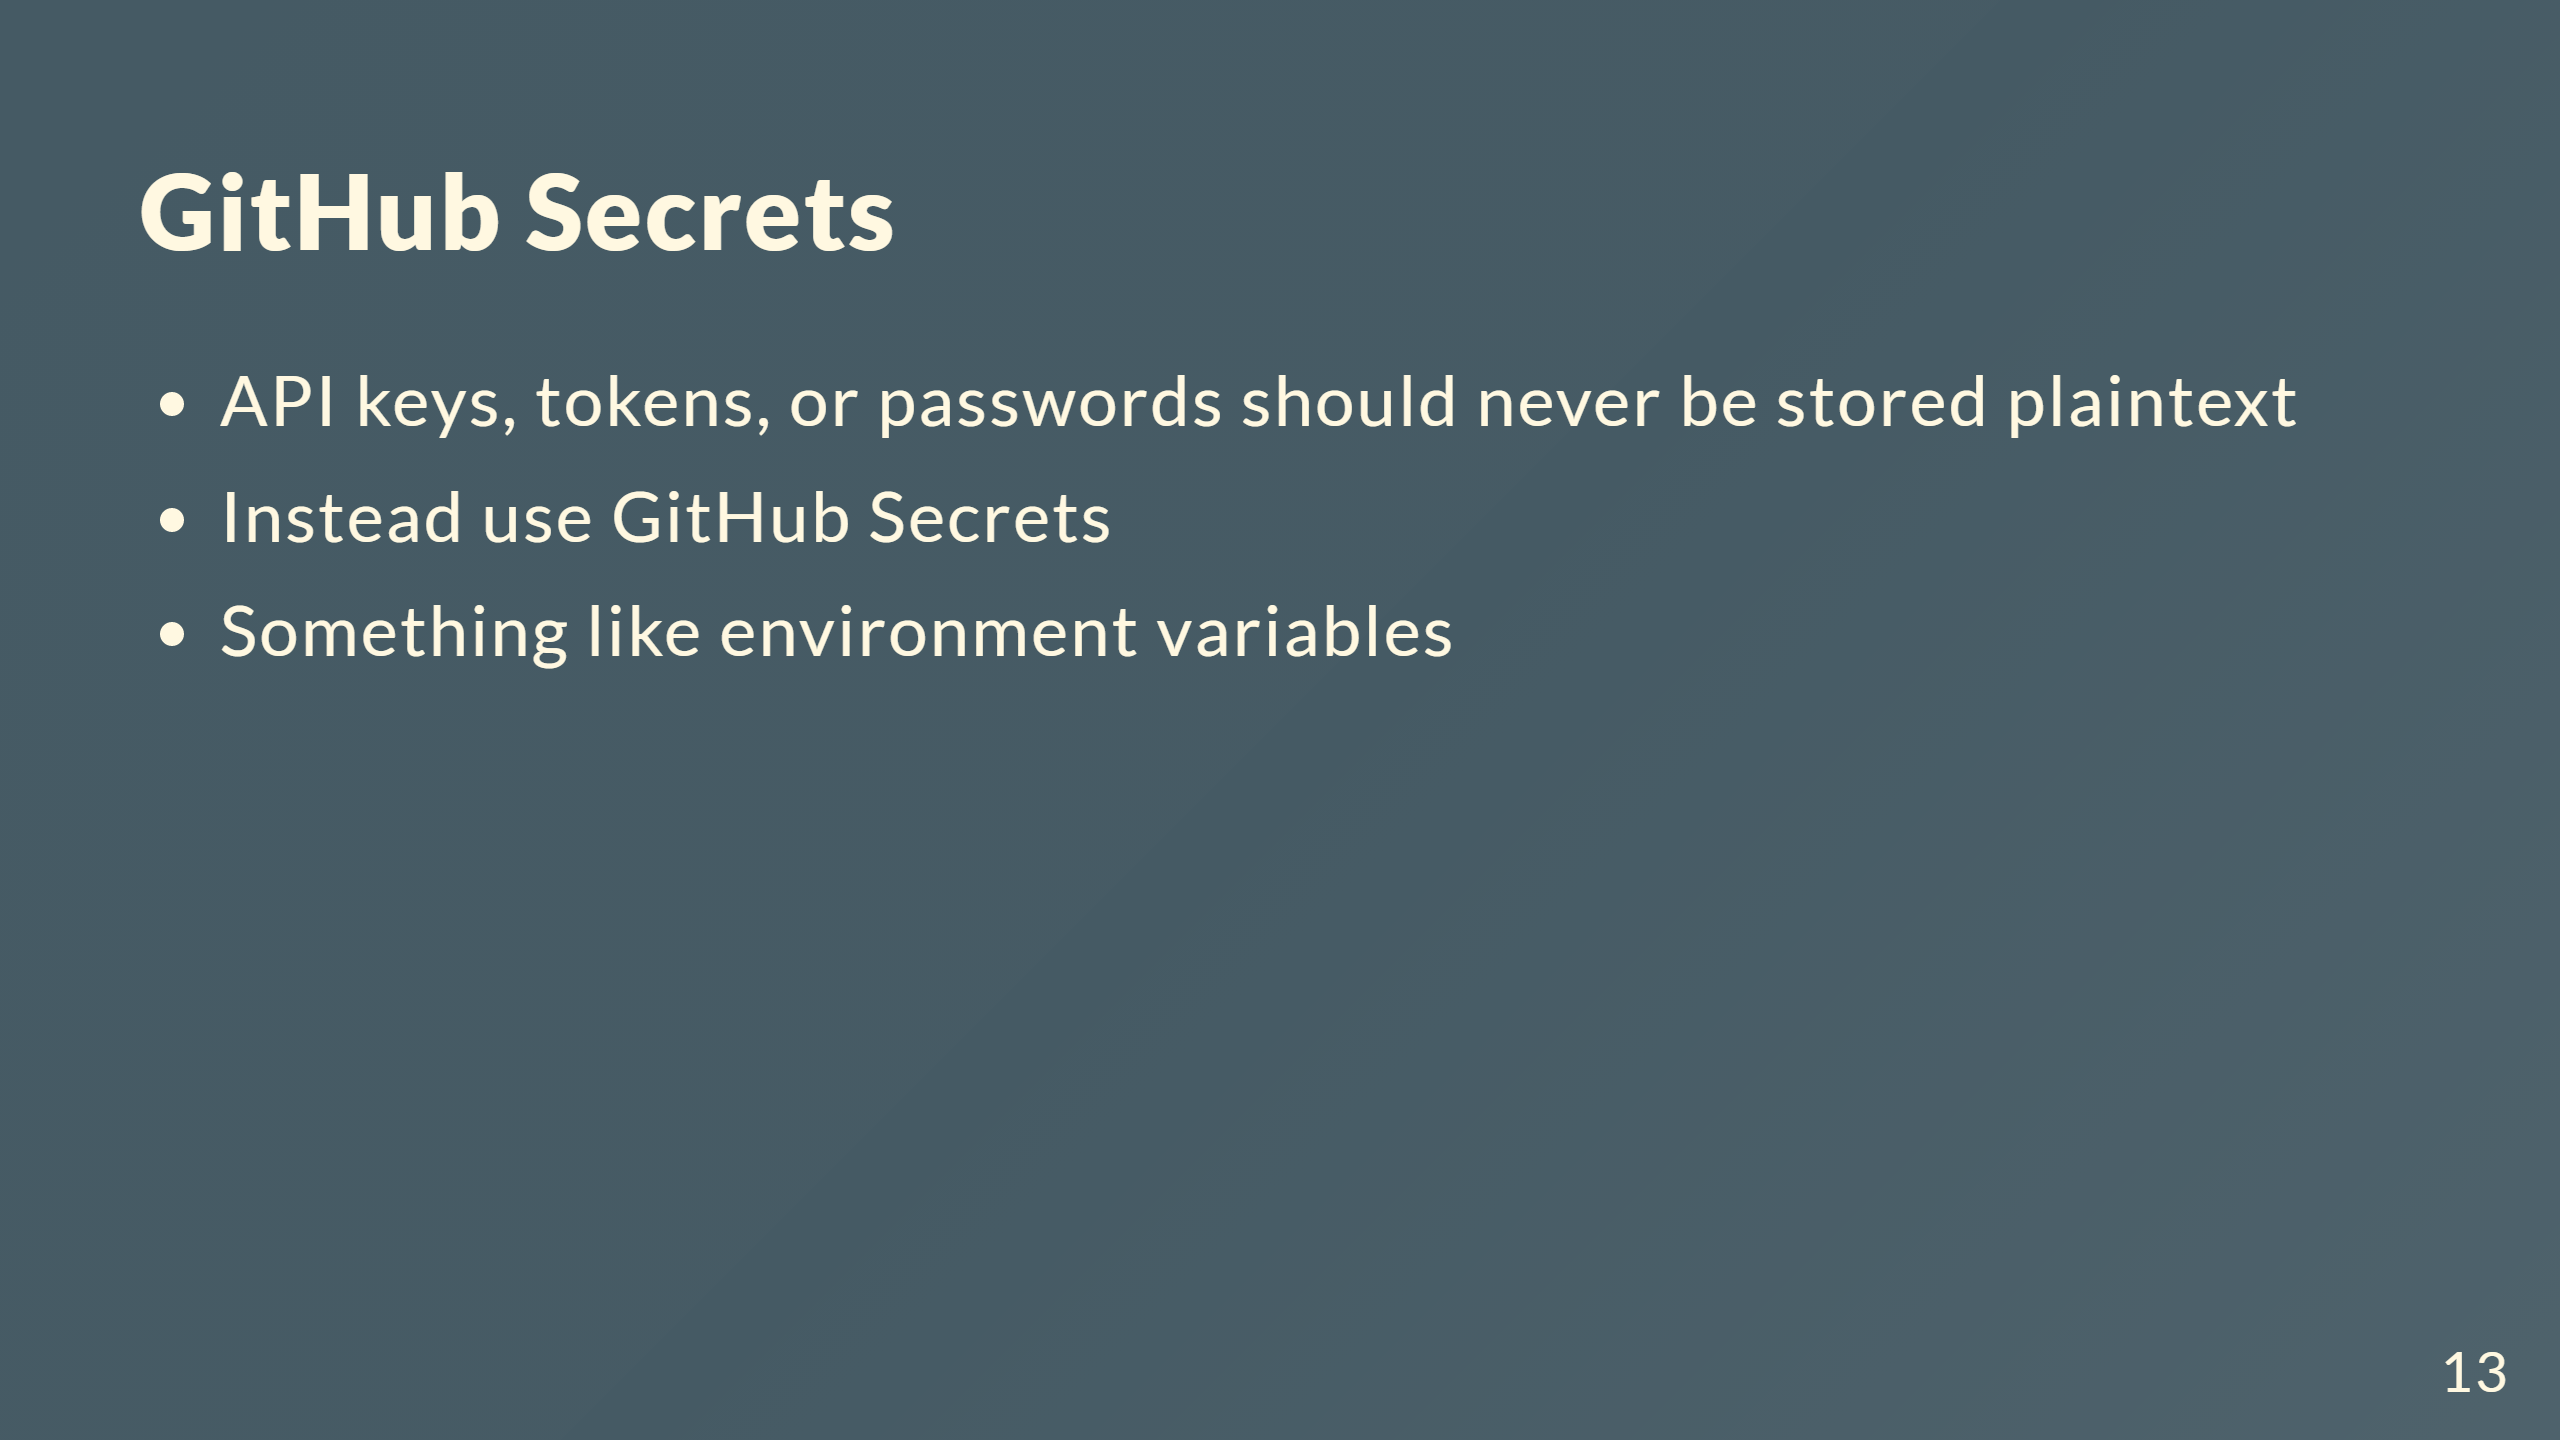 GitHub Secrets
• API keys, tokens, or passwords should never be stored plaintext
• Instead use GitHub Secrets
• Something like environment variables
13